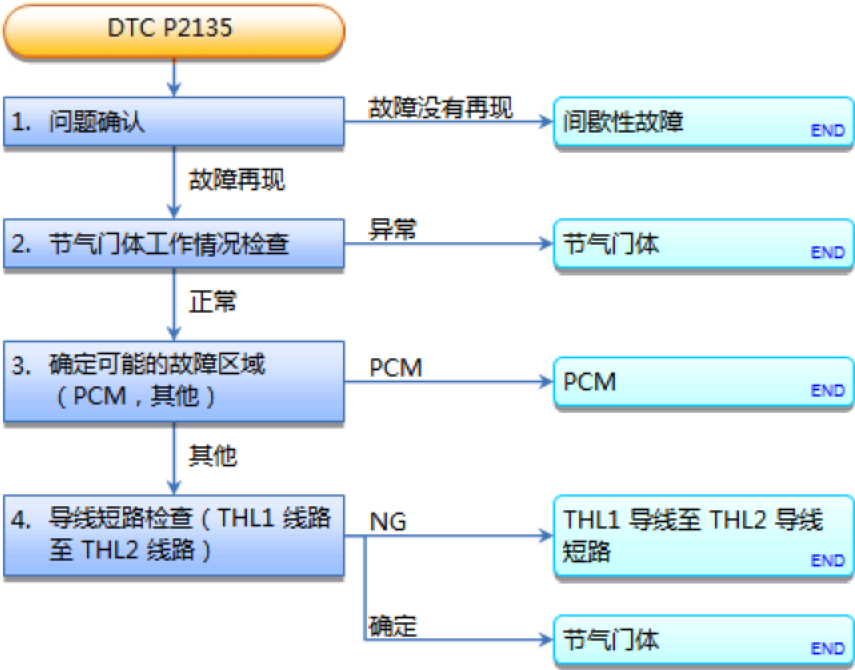 DTC P2135
1. 问题确认
故障没有再现
间歇性故障
END
故障再现
2. 节气门体工作情况检查
异常
节气门体
END
正常
3. 确定可能的故障区域
（PCM，其他）
PCM
PCM
END
其他
4. 导线短路检查（THL1 线路
至 THL2 线路）
NG
THL1 导线至 THL2 导线
短路
END
确定
节气门体
END